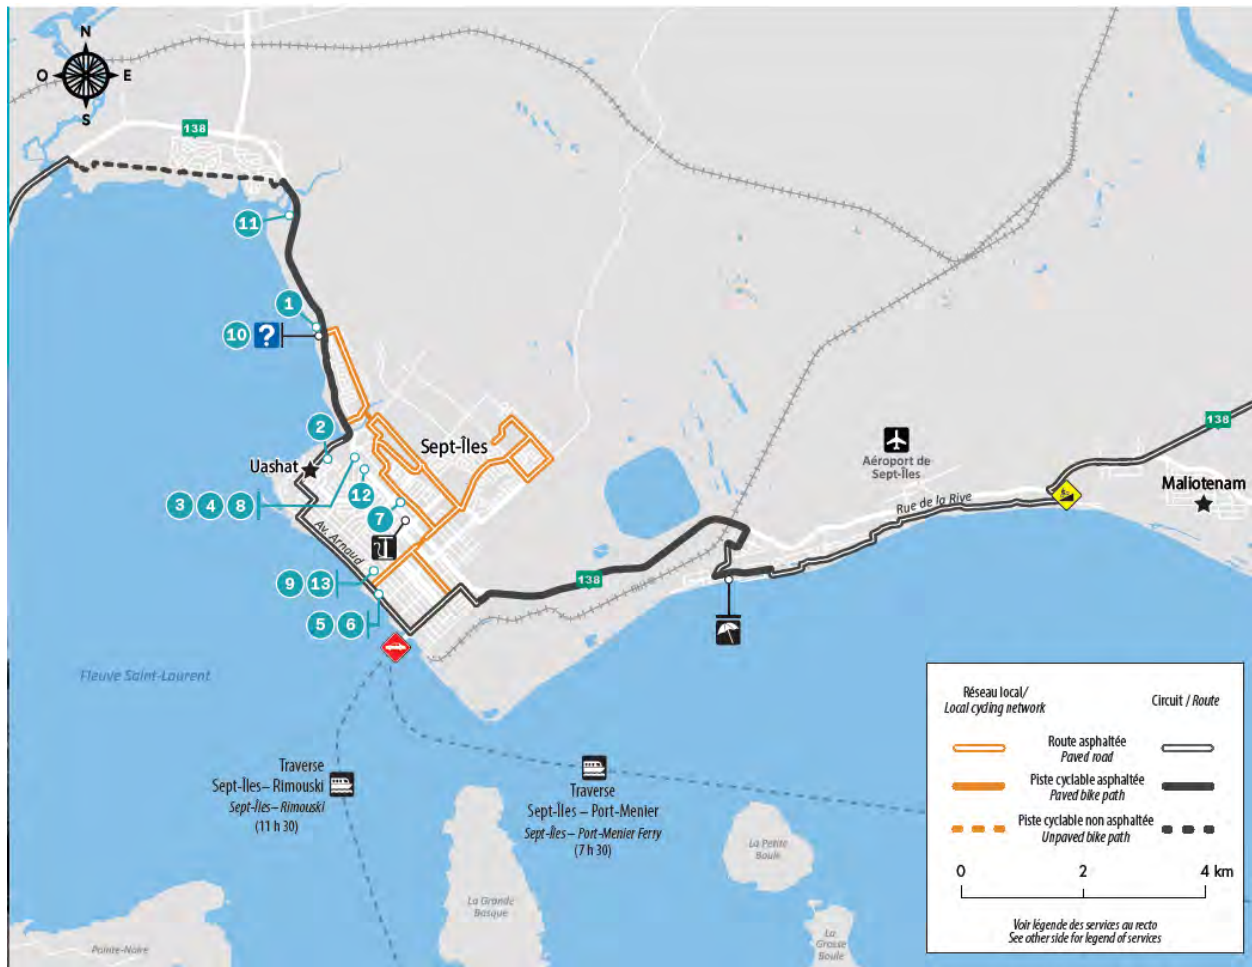 N
O
E
S
138
11
1
10
?
2
Sept-Îles
Uashat
3 4 8
12
7
Av. Arnaud
9 13
5 6
138
Aéroport de
Sept-Îles
Rue de la Rive
138
Maliotenam
Fleuve Saint-Laurent
Traverse
Sept-Îles – Rimouski
Sept-Îles – Rimouski
(11 h 30)
Traverse
Sept-Îles – Port-Menier
Sept-Îles – Port-Menier Ferry
(7 h 30)
La Petite
Boule
La Grande
Basque
La
Grosse
Boule
Pointe-Noire
Réseau local/
Local cycling network
Circuit / Route
Route asphaltée
Paved road
Piste cyclable asphaltée
Paved bike path
Piste cyclable non asphaltée
Unpaved bike path
0 2 4 km
Voir légende des services au recto
See other side for legend of services